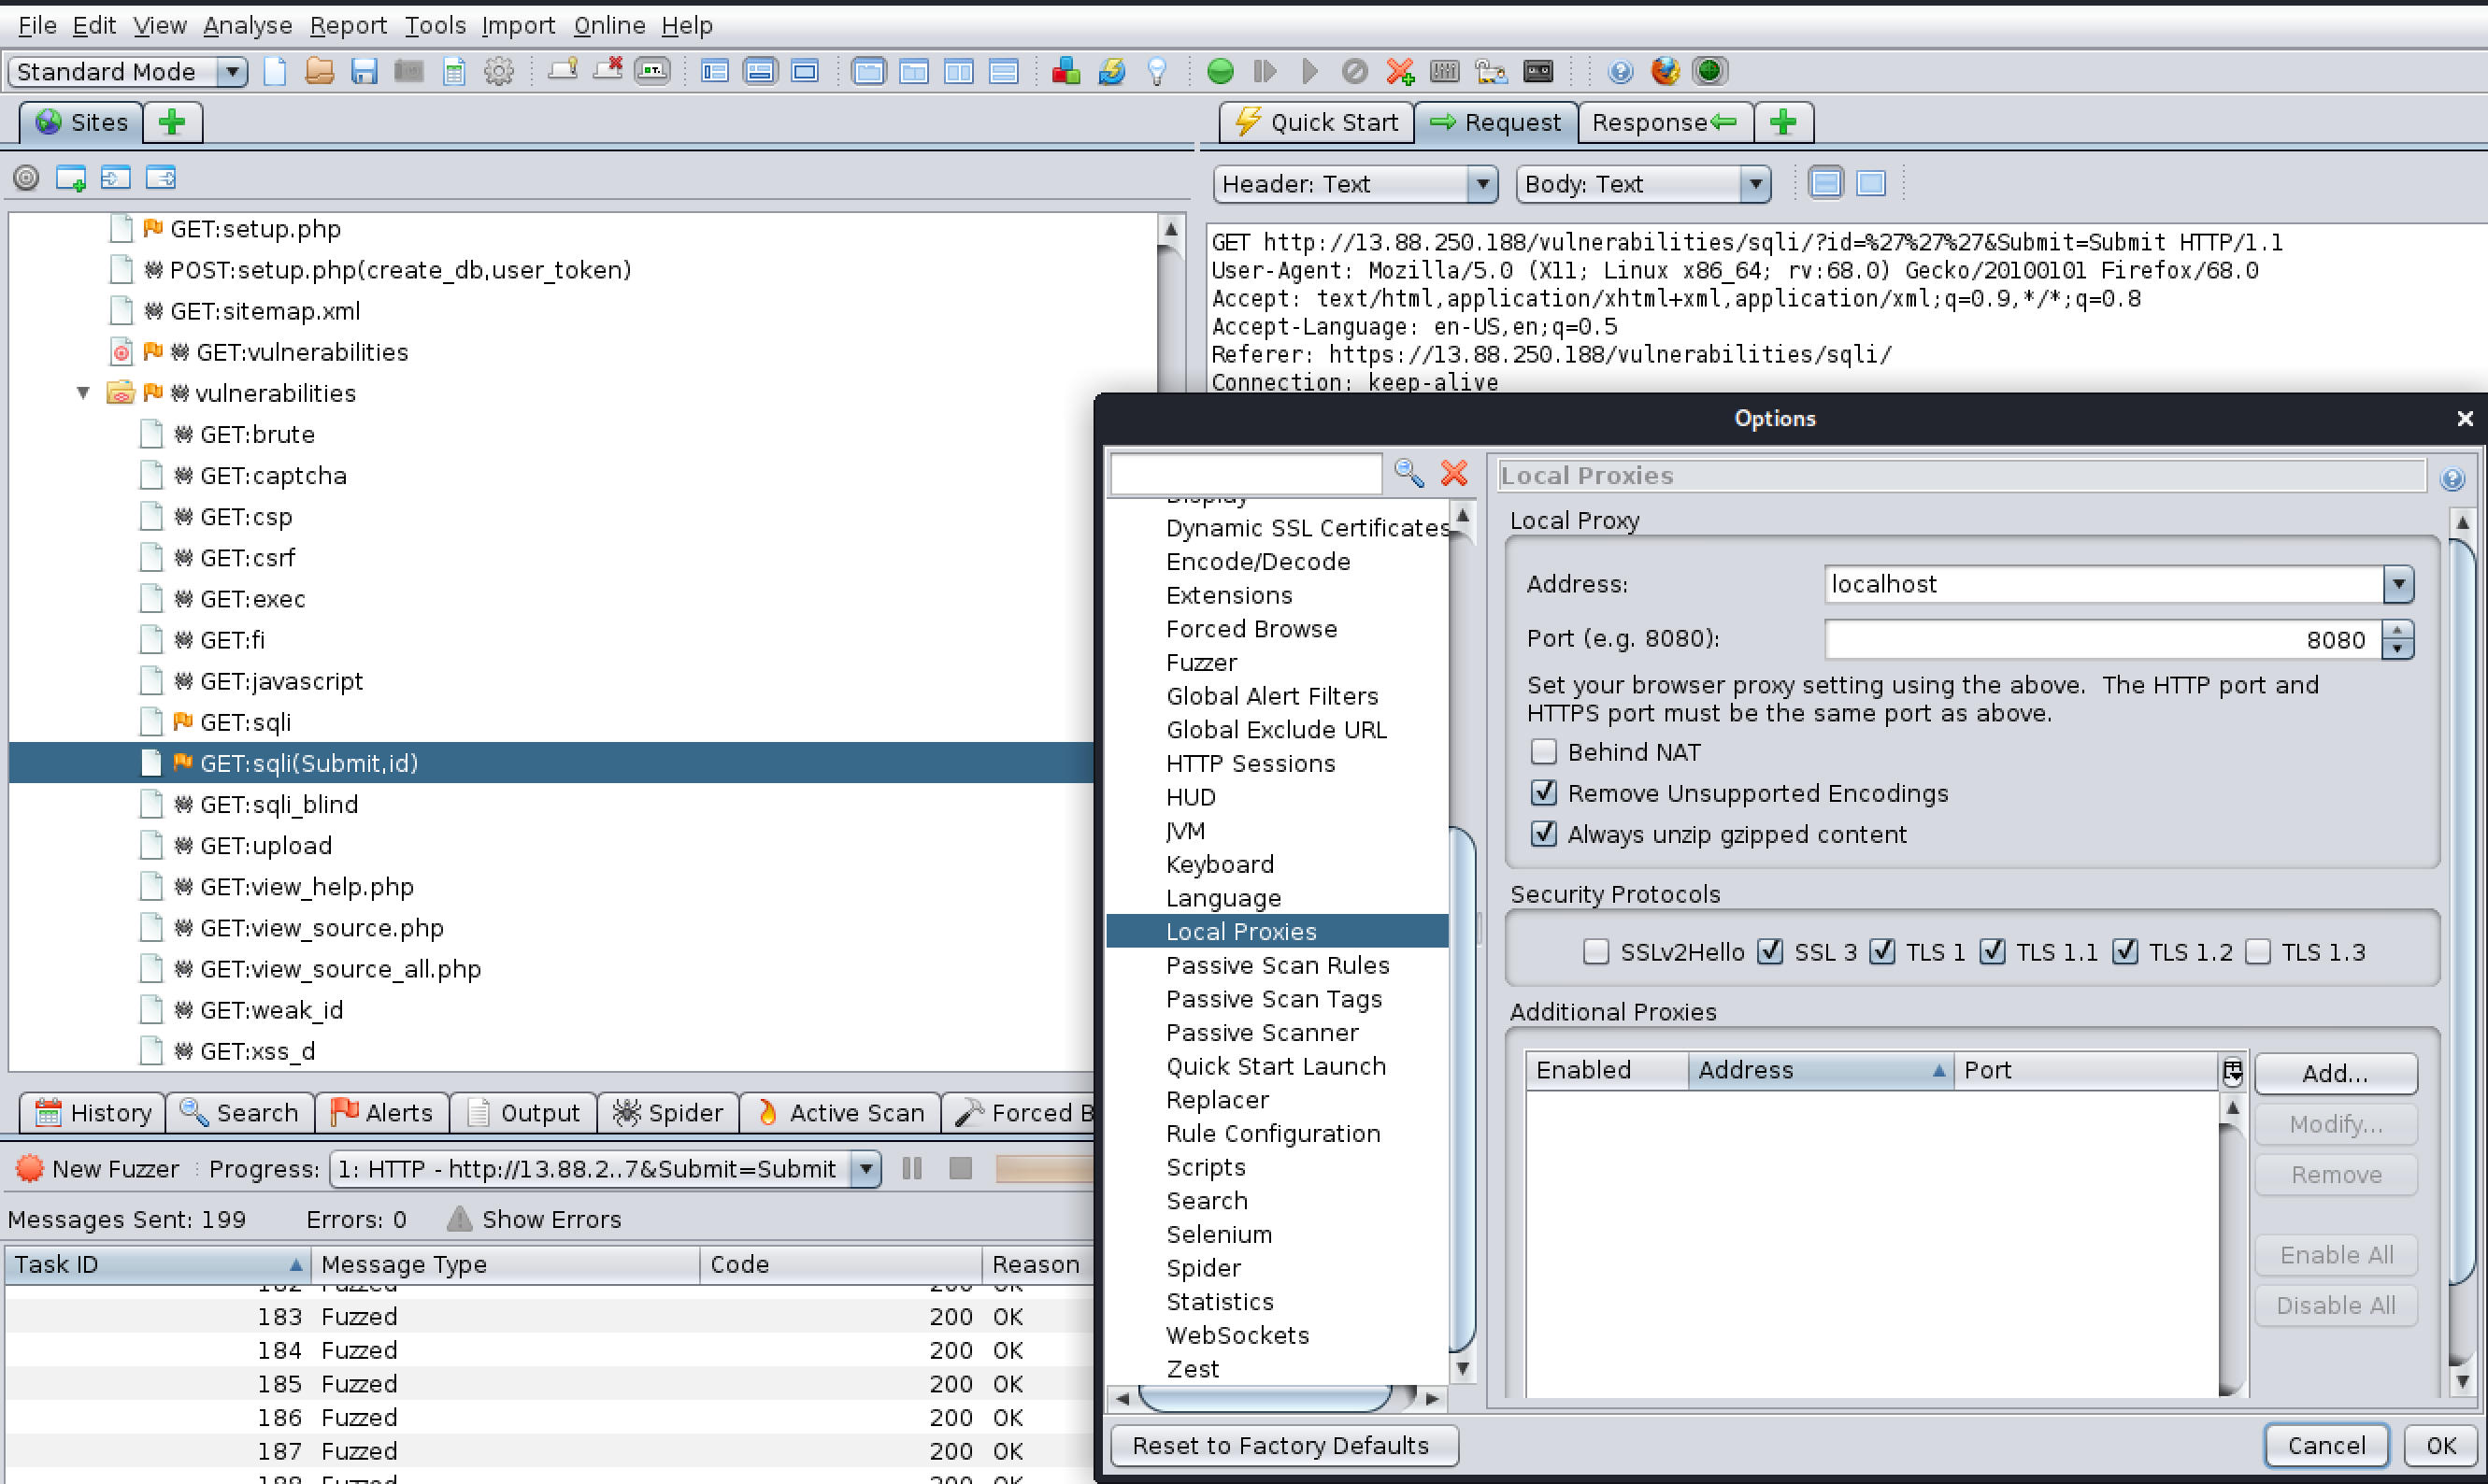 File Edit View Analyse Report Tools Import Online Help
Standard Mode
Sites
Quick Start Request Response
Header: Text Body: Text
GET:setup.php
POST:setup.php(create_db,user_token)
GET:sitemap.xml
GET:vulnerabilities
vulnerabilities
GET:brute
GET:captcha
GET:csp
GET:csrf
GET:exec
GET:fi
GET:javascript
GET:sqli
GET:sqli(Submit,id)
GET:sqli_blind
GET:upload
GET:view_help.php
GET:view_source.php
GET:view_source_all.php
GET:weak_id
GET:xss_d
GET http://13.88.250.188/vulnerabilities/sqli/?id=%27%27%27&Submit=Submit HTTP/1.1
User-Agent: Mozilla/5.0 (X11; Linux x86_64; rv:68.0) Gecko/20100101 Firefox/68.0
Accept: text/html,application/xhtml+xml,application/xml;q=0.9,*/*;q=0.8
Accept-Language: en-US,en;q=0.5
Referer: https://13.88.250.188/vulnerabilities/sqli/
Connection: keep-alive
History Search Alerts Output Spider Active Scan Forced B
New Fuzzer Progress: 1: HTTP - http://13.88.2..7&Submit=Submit
Messages Sent: 199 Errors: 0 Show Errors
Task ID Message Type Code Reason
182 Fuzzed 200 OK
183 Fuzzed 200 OK
184 Fuzzed 200 OK
185 Fuzzed 200 OK
186 Fuzzed 200 OK
187 Fuzzed 200 OK
188 Fuzzed 200 OK
Options
Display
Dynamic SSL Certificates
Encode/Decode
Extensions
Forced Browse
Fuzzer
Global Alert Filters
Global Exclude URL
HTTP Sessions
HUD
JVM
Keyboard
Language
Local Proxies
Passive Scan Rules
Passive Scan Tags
Passive Scanner
Quick Start Launch
Replacer
Rule Configuration
Scripts
Search
Selenium
Spider
Statistics
WebSockets
Zest
Local Proxies
Local Proxy
Address: localhost
Port (e.g. 8080): 8080
Set your browser proxy setting using the above. The HTTP port and
HTTPS port must be the same port as above.
Behind NAT
Remove Unsupported Encodings
Always unzip gzipped content
Security Protocols
SSLv2Hello SSL 3 TLS 1 TLS 1.1 TLS 1.2 TLS 1.3
Additional Proxies
Enabled Address Port
Add...
Modify...
Remove
Enable All
Disable All
Reset to Factory Defaults Cancel OK